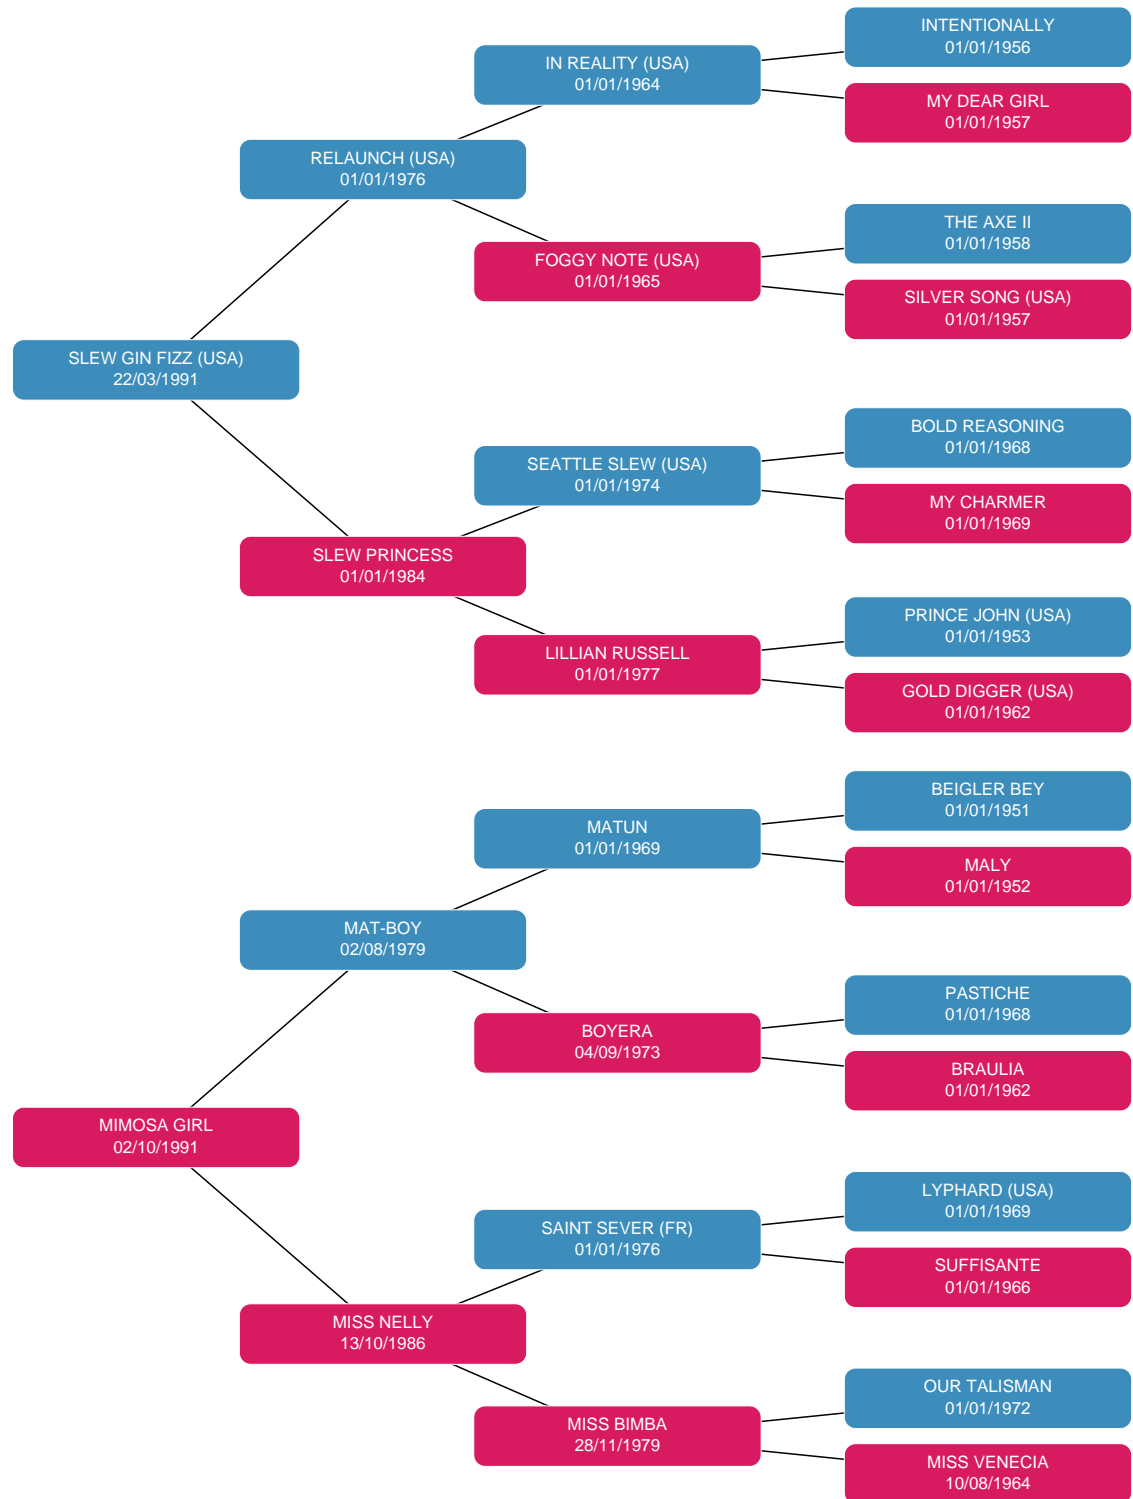 INTENTIONALLY
01/01/1956
IN REALITY (USA)
01/01/1964
MY DEAR GIRL
01/01/1957
RELAUNCH (USA)
01/01/1976
THE AXE II
01/01/1958
FOGGY NOTE (USA)
01/01/1965
SILVER SONG (USA)
01/01/1957
SLEW GIN FIZZ (USA)
22/03/1991
BOLD REASONING
01/01/1968
SEATTLE SLEW (USA)
01/01/1974
MY CHARMER
01/01/1969
SLEW PRINCESS
01/01/1984
PRINCE JOHN (USA)
01/01/1953
LILLIAN RUSSELL
01/01/1977
GOLD DIGGER (USA)
01/01/1962
BEIGLER BEY
01/01/1951
MATUN
01/01/1969
MALY
01/01/1952
MAT-BOY
02/08/1979
PASTICHE
01/01/1968
BOYERA
04/09/1973
BRAULIA
01/01/1962
MIMOSA GIRL
02/10/1991
LYPHARD (USA)
01/01/1969
SAINT SEVER (FR)
01/01/1976
SUFFISANTE
01/01/1966
MISS NELLY
13/10/1986
OUR TALISMAN
01/01/1972
MISS BIMBA
28/11/1979
MISS VENECIA
10/08/1964